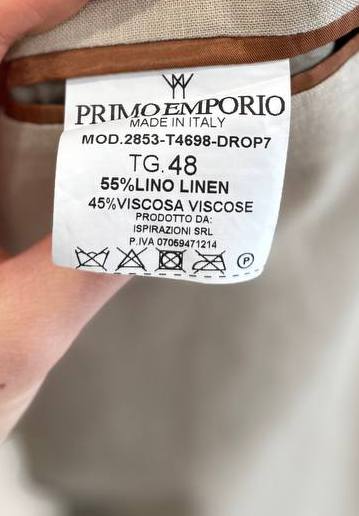 PRIMO EMPORIO
MADE IN ITALY
MOD.2853-T4698-DROP7
TG.48
55%LINO LINEN
45%VISCOSA VISCOSE
PRODOTTO DA:
ISPIRAZIONI SRL
P.IVA 07069471214
P